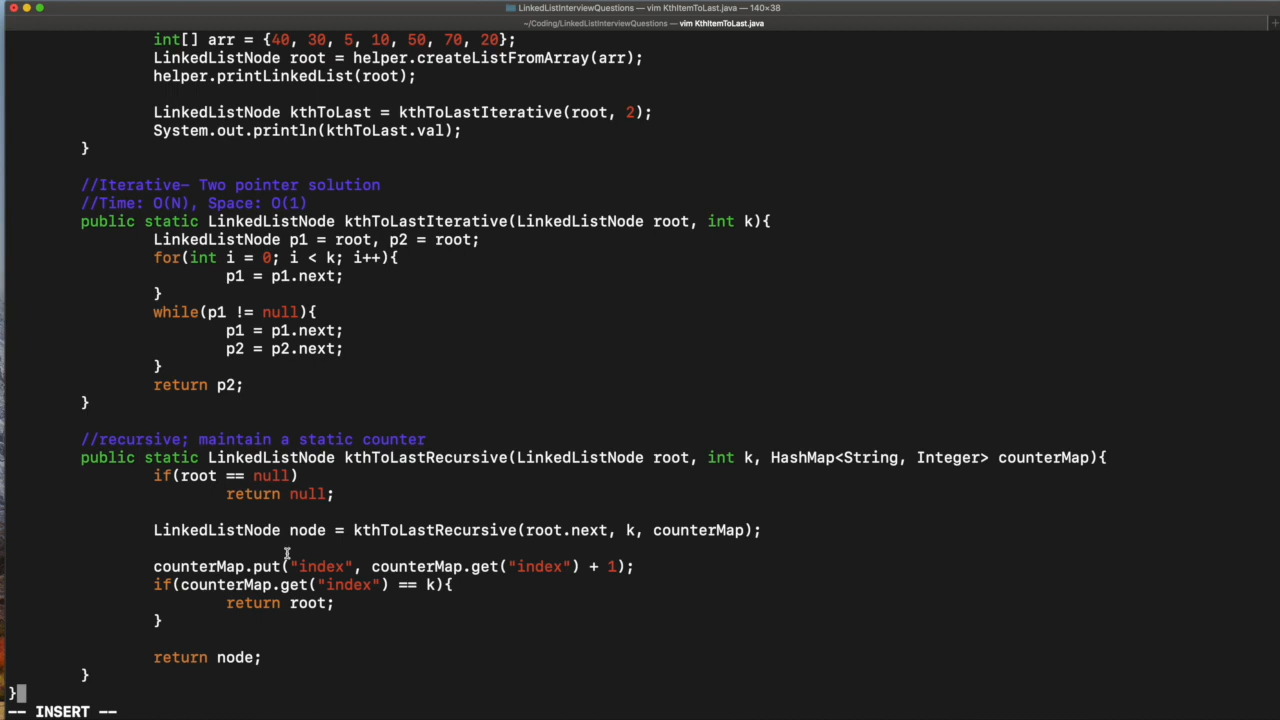 LinkedListInterviewQuestions — vim KthItemToLast.java — 140×38
~/Coding/LinkedListInterviewQuestions — vim KthItemToLast.java
int[] arr = {40, 30, 5, 10, 50, 70, 20};
LinkedListNode root = helper.createListFromArray(arr);
helper.printLinkedList(root);
LinkedListNode kthToLast = kthToLastIterative(root, 2);
System.out.println(kthToLast.val);
}
//Iterative- Two pointer solution
//Time: O(N), Space: O(1)
public static LinkedListNode kthToLastIterative(LinkedListNode root, int k){
LinkedListNode p1 = root, p2 = root;
for(int i = 0; i < k; i++){
p1 = p1.next;
}
while(p1 != null){
p1 = p1.next;
p2 = p2.next;
}
return p2;
}
//recursive; maintain a static counter
public static LinkedListNode kthToLastRecursive(LinkedListNode root, int k, HashMap<String, Integer> counterMap){
if(root == null)
return null;
LinkedListNode node = kthToLastRecursive(root.next, k, counterMap);
counterMap.put("index", counterMap.get("index") + 1);
if(counterMap.get("index") == k){
return root;
}
return node;
}
}
-- INSERT --